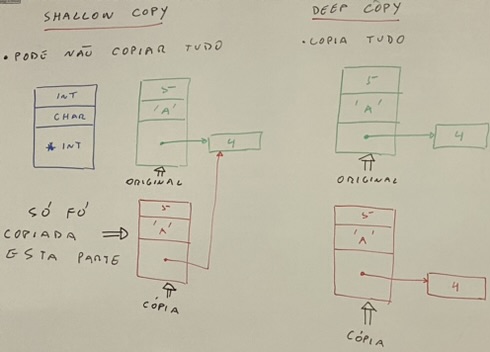 SHALLOW COPY
• PODE NÃO COPIAR TUDO
INT
CHAR
* INT
5
'A'
4
ORIGINAL
SÓ FÓ
COPIADA
ESTA PARTE
5
'A'
CÓPIA
DEEP COPY
• COPIA TUDO
5
'A'
4
ORIGINAL
5
'A'
4
CÓPIA